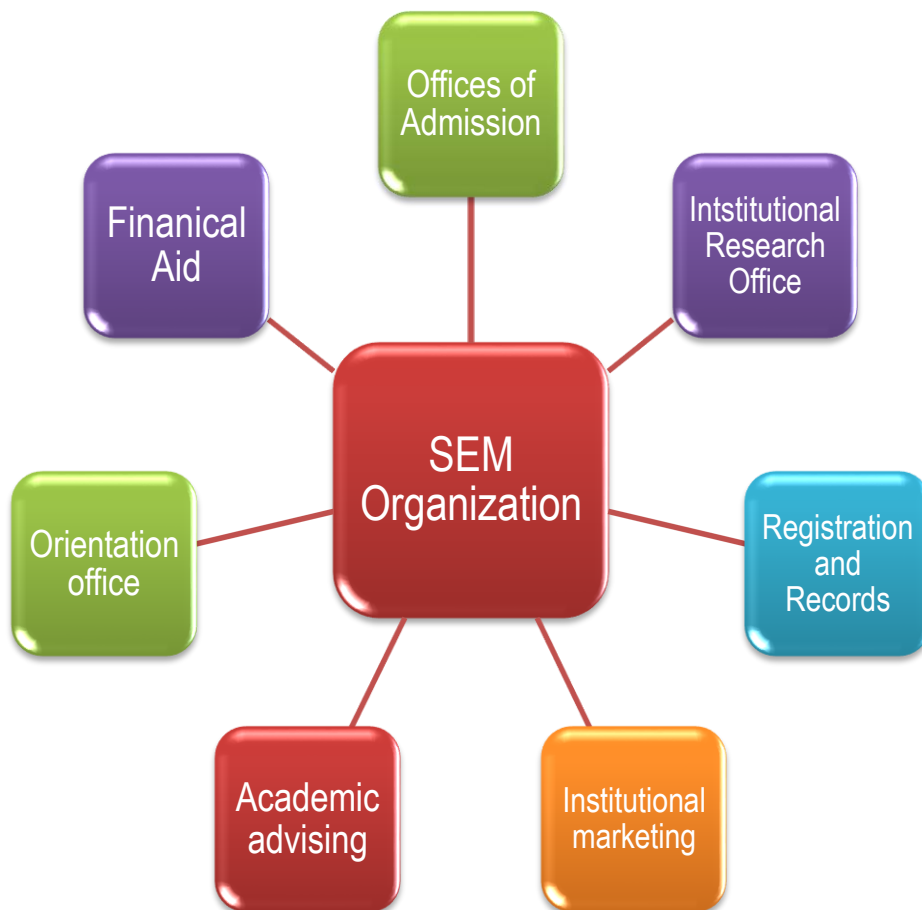 Offices of
Admission
Finanical
Aid
Intstitutional
Research
Office
SEM
Organization
Orientation
office
Registration
and
Records
Academic
advising
Institutional
marketing